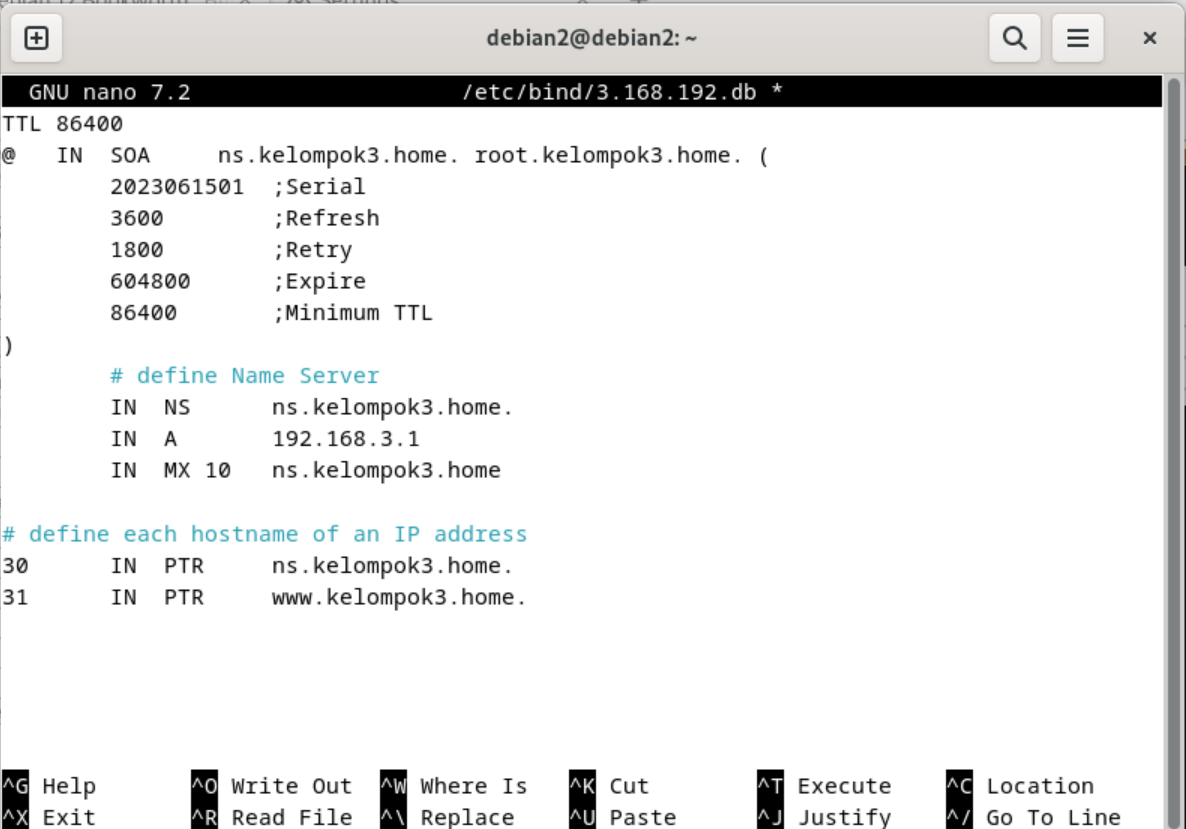 debian2@debian2: ~
GNU nano 7.2 /etc/bind/3.168.192.db *
TTL 86400
@ IN SOA ns.kelompok3.home. root.kelompok3.home. (
2023061501 ;Serial
3600 ;Refresh
1800 ;Retry
604800 ;Expire
86400 ;Minimum TTL
)
# define Name Server
IN NS ns.kelompok3.home.
IN A 192.168.3.1
IN MX 10 ns.kelompok3.home
# define each hostname of an IP address
30 IN PTR ns.kelompok3.home.
31 IN PTR www.kelompok3.home.
^G Help ^O Write Out ^W Where Is ^K Cut ^T Execute ^C Location
^X Exit ^R Read File ^\ Replace ^U Paste ^J Justify ^/ Go To Line